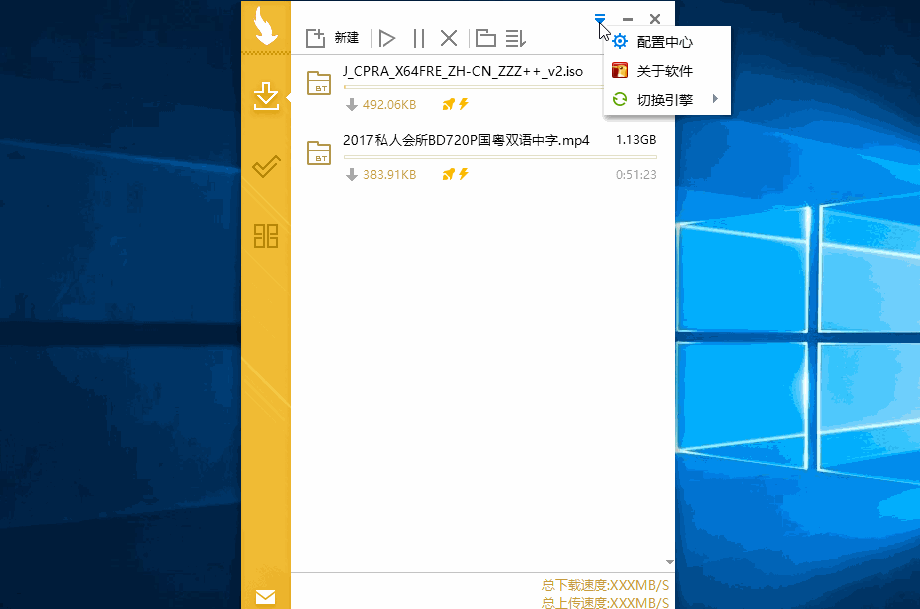 新建
配置中心
关于软件
切换引擎
J_CPRA_X64FRE_ZH-CN_ZZZ++_v2.iso
BT
492.06KB
2017私人会所BD720P国粤双语中字.mp4 1.13GB
BT
383.91KB 0:51:23
总下载速度:XXXMB/S
总上传速度:XXXMB/S